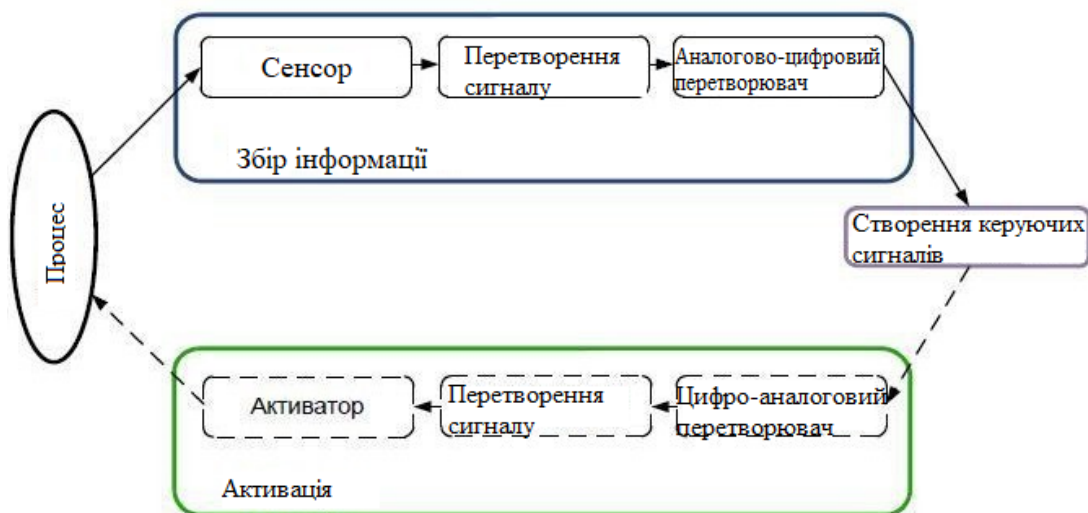 Сенсор
Перетворення
сигналу
Аналогово-цифровий
перетворювач
Збір інформації
Процес
Створення керуючих
сигналів
Активатор
Перетворення
сигналу
Цифро-аналоговий
перетворювач
Активація